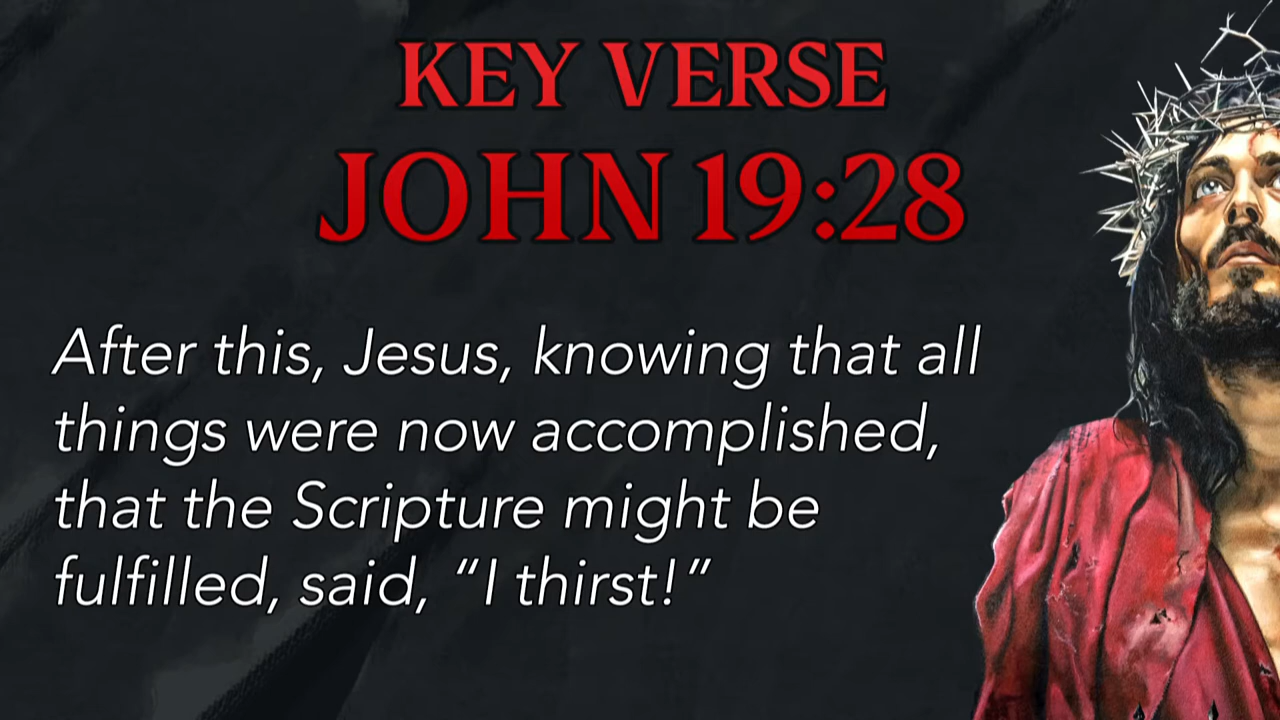 KEY VERSE
JOHN 19:28
After this, Jesus, knowing that all
things were now accomplished,
that the Scripture might be
fulfilled, said, “I thirst!”